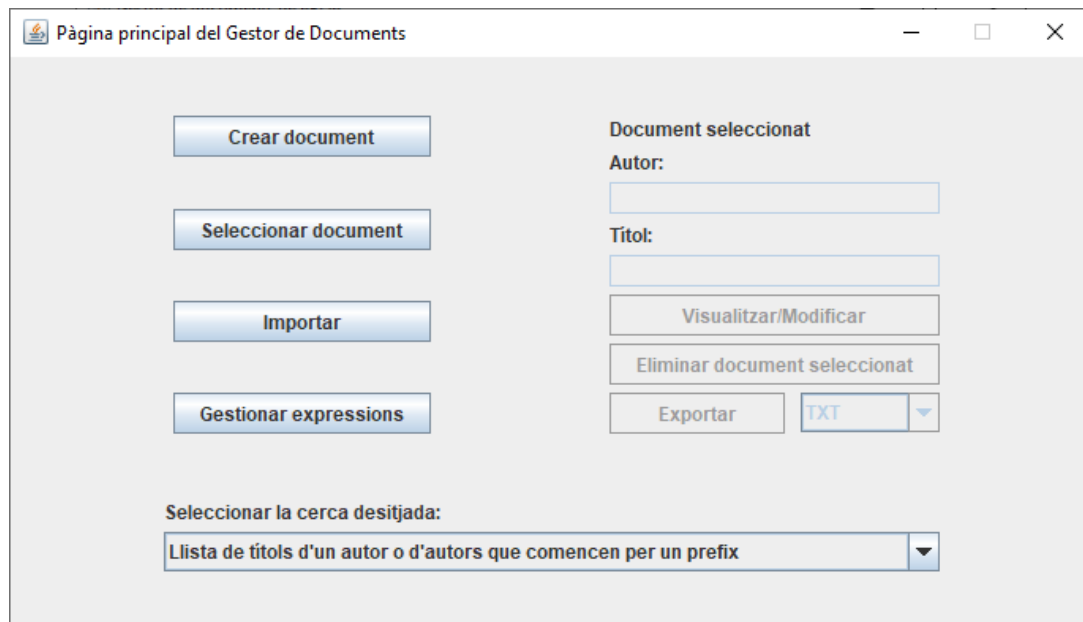 Pàgina principal del Gestor de Documents
Crear document
Seleccionar document
Importar
Gestionar expressions
Document seleccionat
Autor:
Títol:
Visualitzar/Modificar
Eliminar document seleccionat
Exportar
TXT
Seleccionar la cerca desitjada:
Llista de títols d'un autor o d'autors que comencen per un prefix